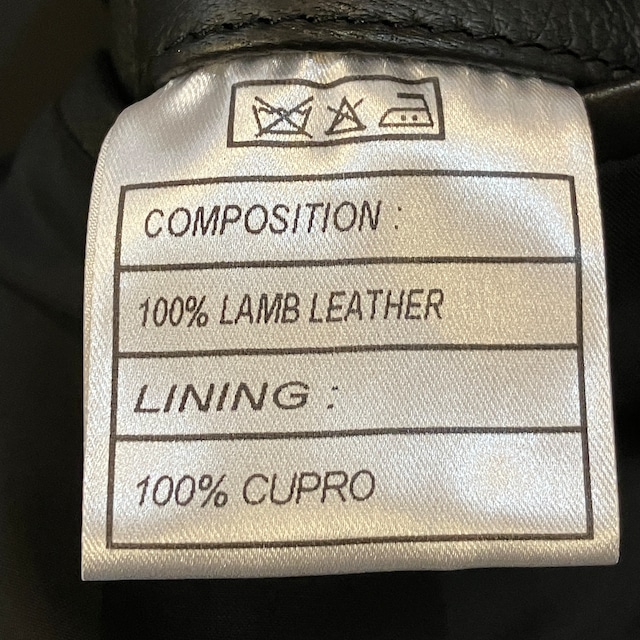 COMPOSITION :
100% LAMB LEATHER
LINING :
100% CUPRO